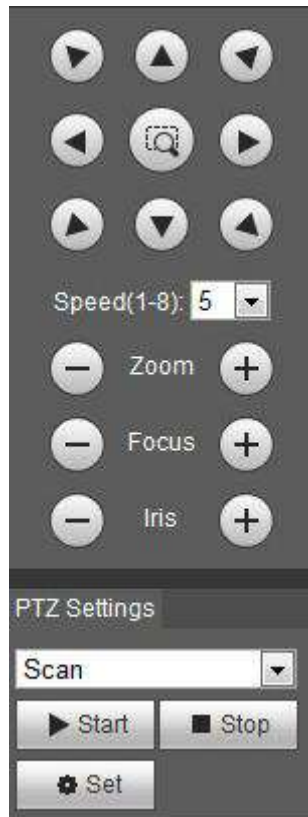 Speed(1-8): 5
Zoom
Focus
Iris
PTZ Settings
Scan
Start Stop
Set